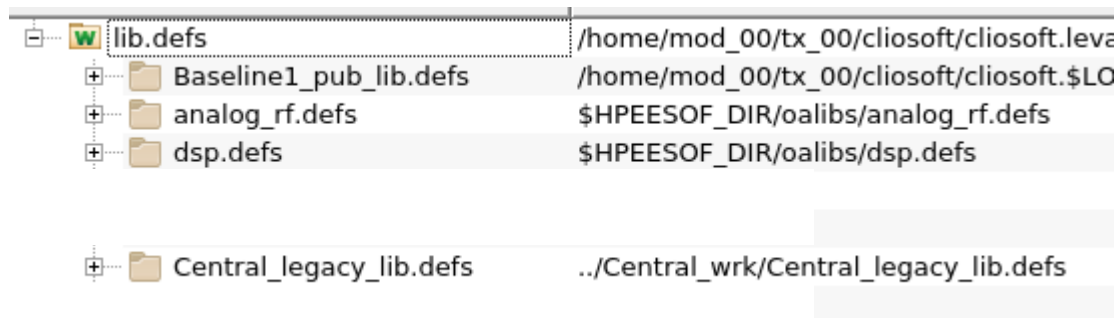 W lib.defs /home/mod_00/tx_00/cliosoft/cliosoft.leva
Baseline1_pub_lib.defs /home/mod_00/tx_00/cliosoft/cliosoft.$LO
analog_rf.defs $HPEESOF_DIR/oalibs/analog_rf.defs
dsp.defs $HPEESOF_DIR/oalibs/dsp.defs
Central_legacy_lib.defs ../Central_wrk/Central_legacy_lib.defs